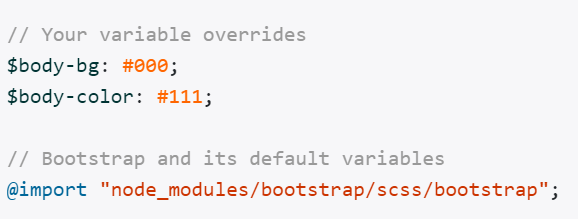 // Your variable overrides
$body-bg: #000;
$body-color: #111;
// Bootstrap and its default variables
@import "node_modules/bootstrap/scss/bootstrap";